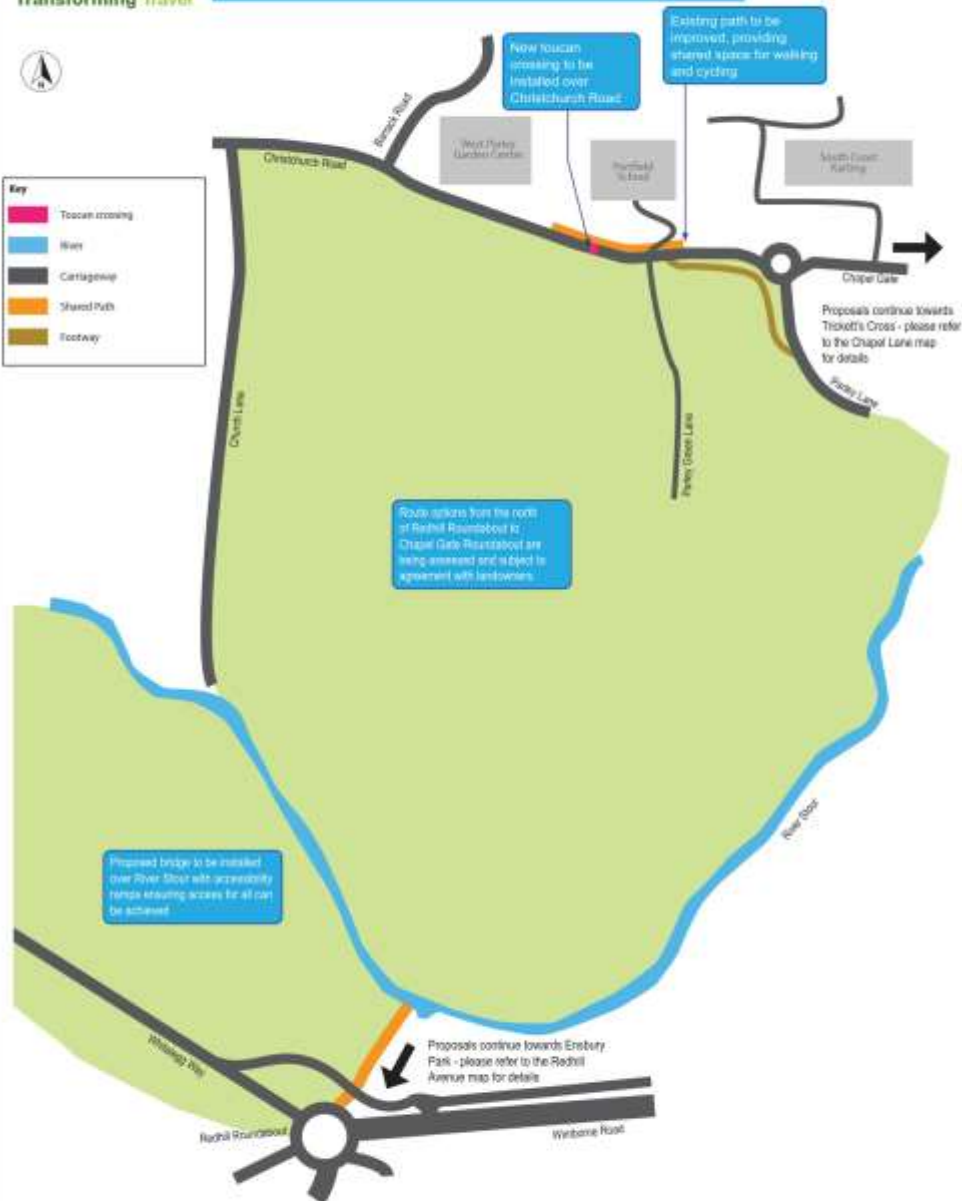 Transforming Travel
New toucan
crossing to be
installed over
Christchurch Road
Existing path to be
improved, providing
shared space for walking
and cycling
N
Barrack Road
Christchurch Road
West Parley
Garden Centre
Portfield
School
South Coast
Karting
Key
Toucan crossing
River
Carriageway
Shared Path
Footway
Chapel Gate
Proposals continue towards
Trickett's Cross - please refer
to the Chapel Lane map
for details
Parley Lane
Church Lane
Parley Green Lane
Route options from the north
of Redhill Roundabout to
Chapel Gate Roundabout are
being assessed and subject to
agreement with landowners
River Stour
Proposed bridge to be installed
over River Stour with accessibility
ramps ensuring access for all can
be achieved
Whitelegg Way
Proposals continue towards Ensbury
Park - please refer to the Redhill
Avenue map for details
Redhill Roundabout
Wimborne Road